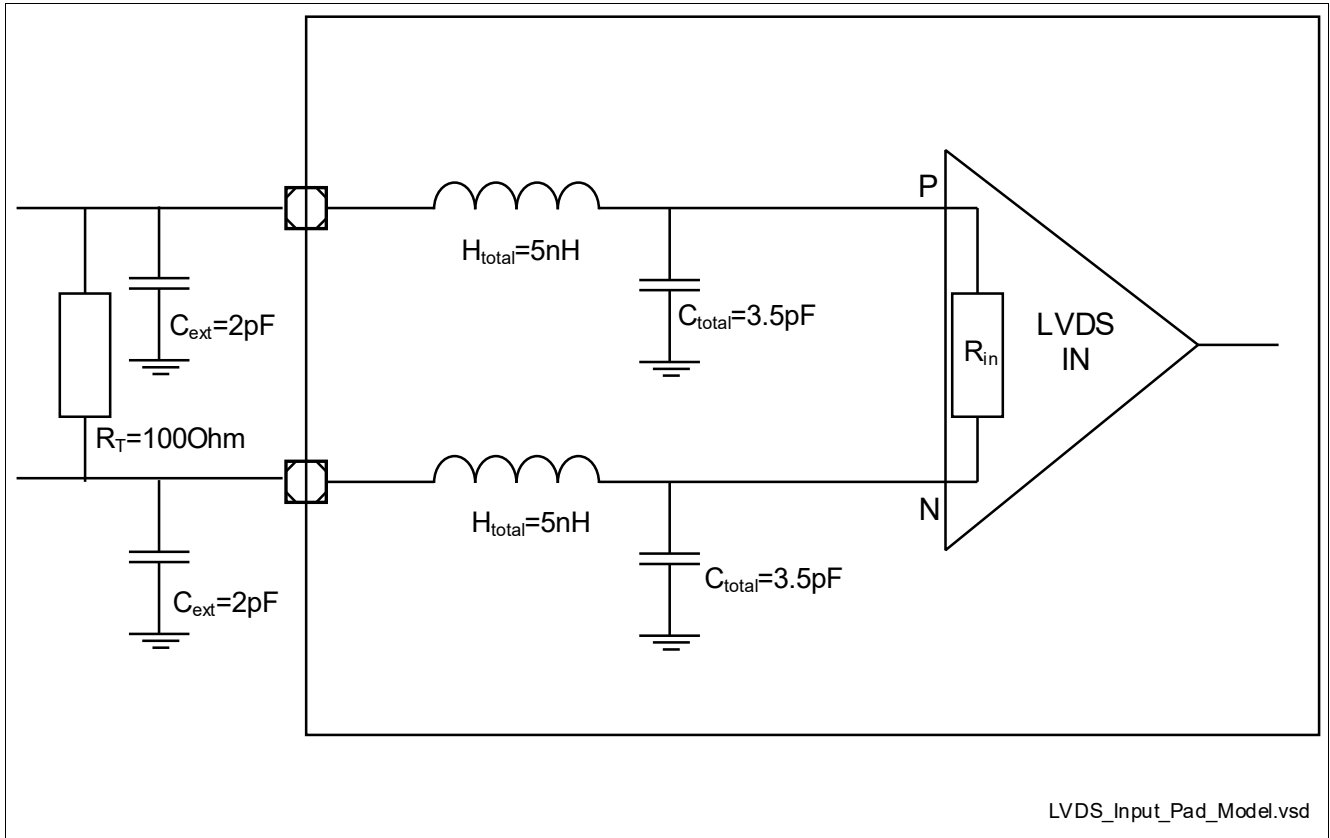 P
H_total=5nH
C_ext=2pF
C_total=3.5pF
LVDS
IN
R_in
R_T=100Ohm
N
H_total=5nH
C_total=3.5pF
C_ext=2pF
LVDS_Input_Pad_Model.vsd